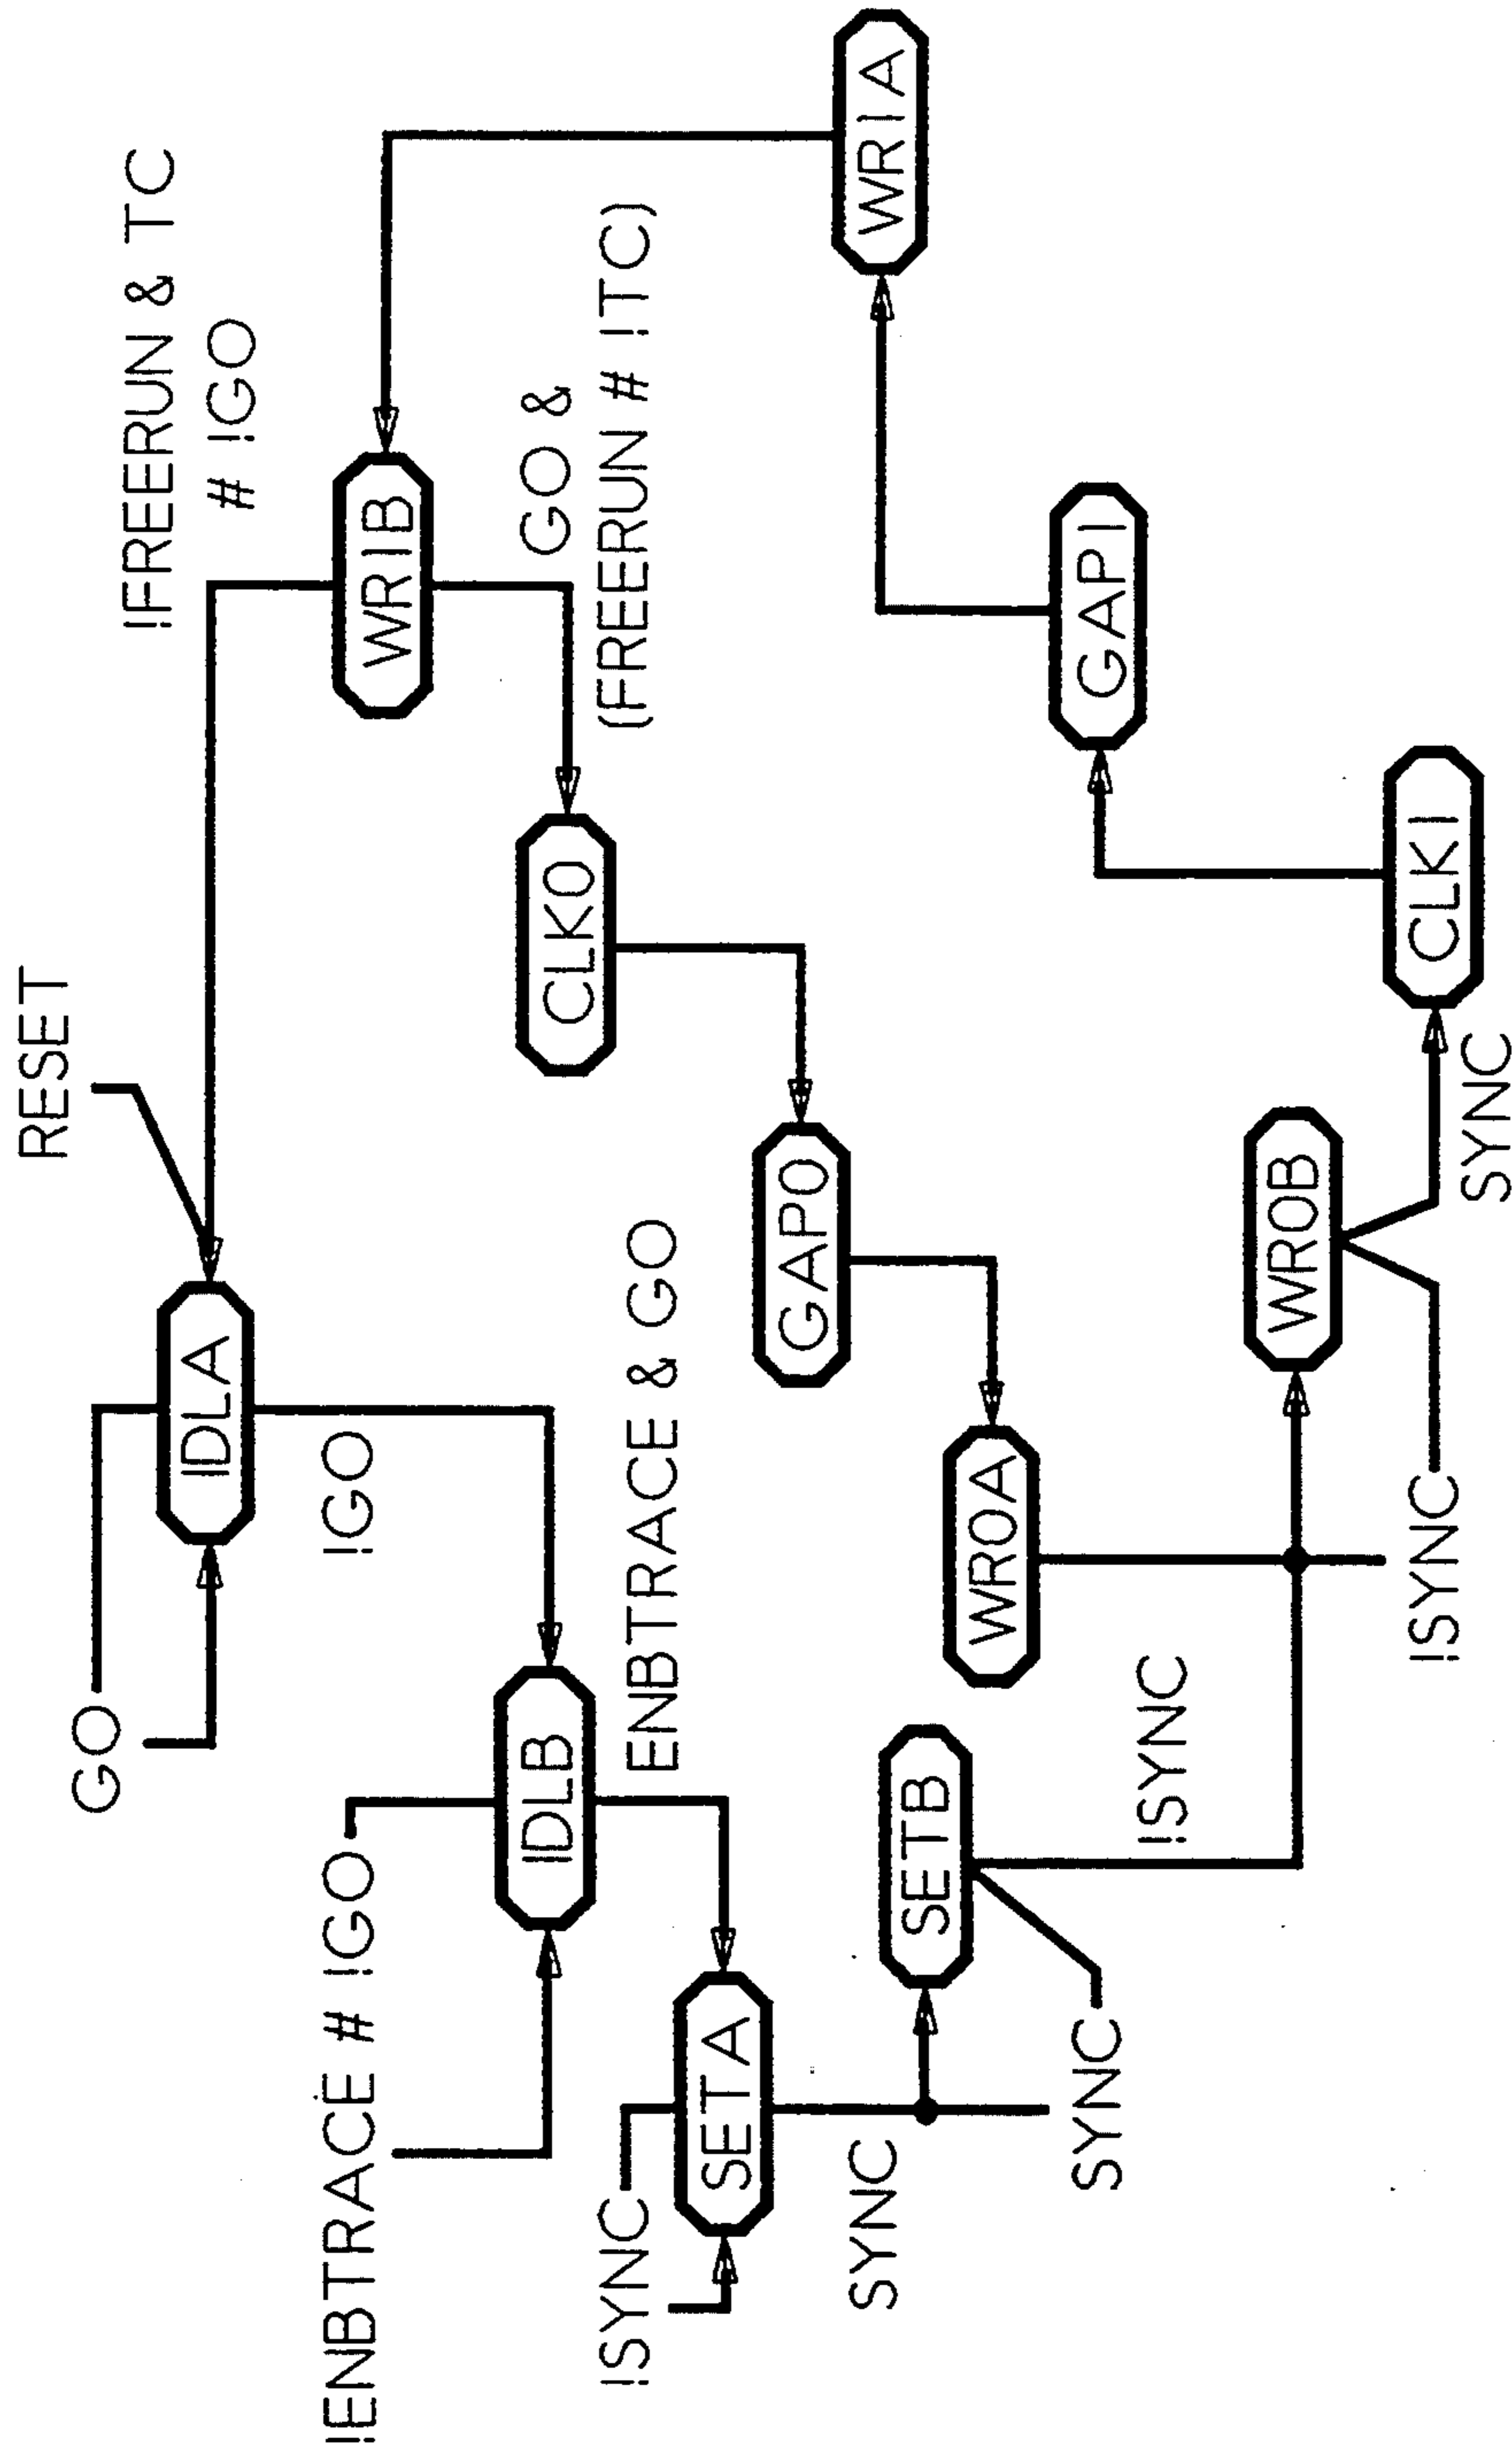 RESET
GO
!FREERUN & TC
# !GO
IDLA
!ENBTRACE # !GO
!GO
WR1B
IDLB
GO &
(FREERUN # !TC)
CLK0
!SYNC
ENBTRACE & GO
SETA
GAP0
SYNC
WR1A
SETB
WR0A
SYNC
GAP1
!SYNC
WR0B
!SYNC
CLK1
SYNC